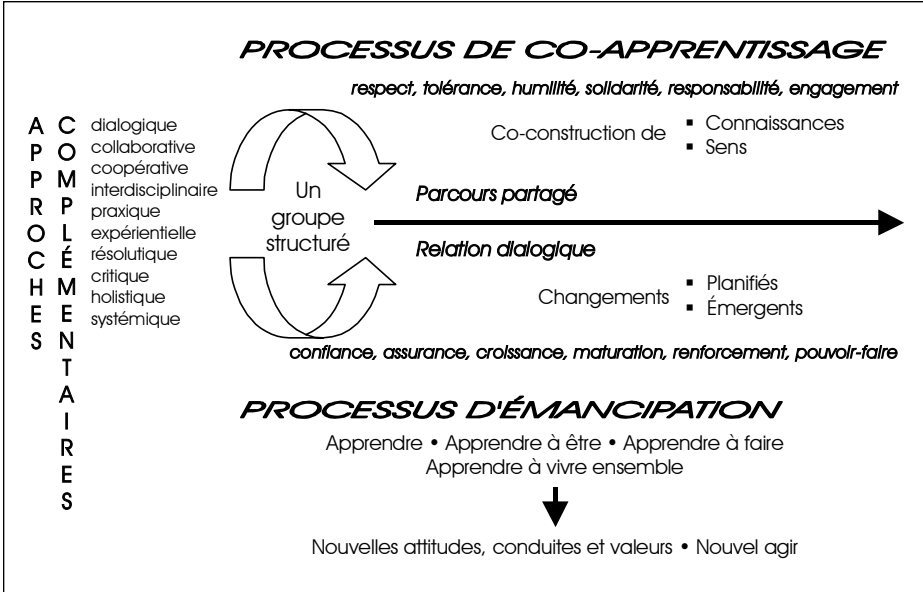 PROCESSUS DE CO-APPRENTISSAGE
respect, tolérance, humilité, solidarité, responsabilité, engagement
APPROCHES
COMPLÉMENTAIRES
dialogique
collaborative
coopérative
interdisciplinaire
praxique
expérientielle
résolutique
critique
holistique
systémique
Un
groupe
structuré
Co-construction de
▪ Connaissances
▪ Sens
Parcours partagé
Relation dialogique
Changements
▪ Planifiés
▪ Émergents
confiance, assurance, croissance, maturation, renforcement, pouvoir-faire
PROCESSUS D'ÉMANCIPATION
Apprendre • Apprendre à être • Apprendre à faire
Apprendre à vivre ensemble
Nouvelles attitudes, conduites et valeurs • Nouvel agir